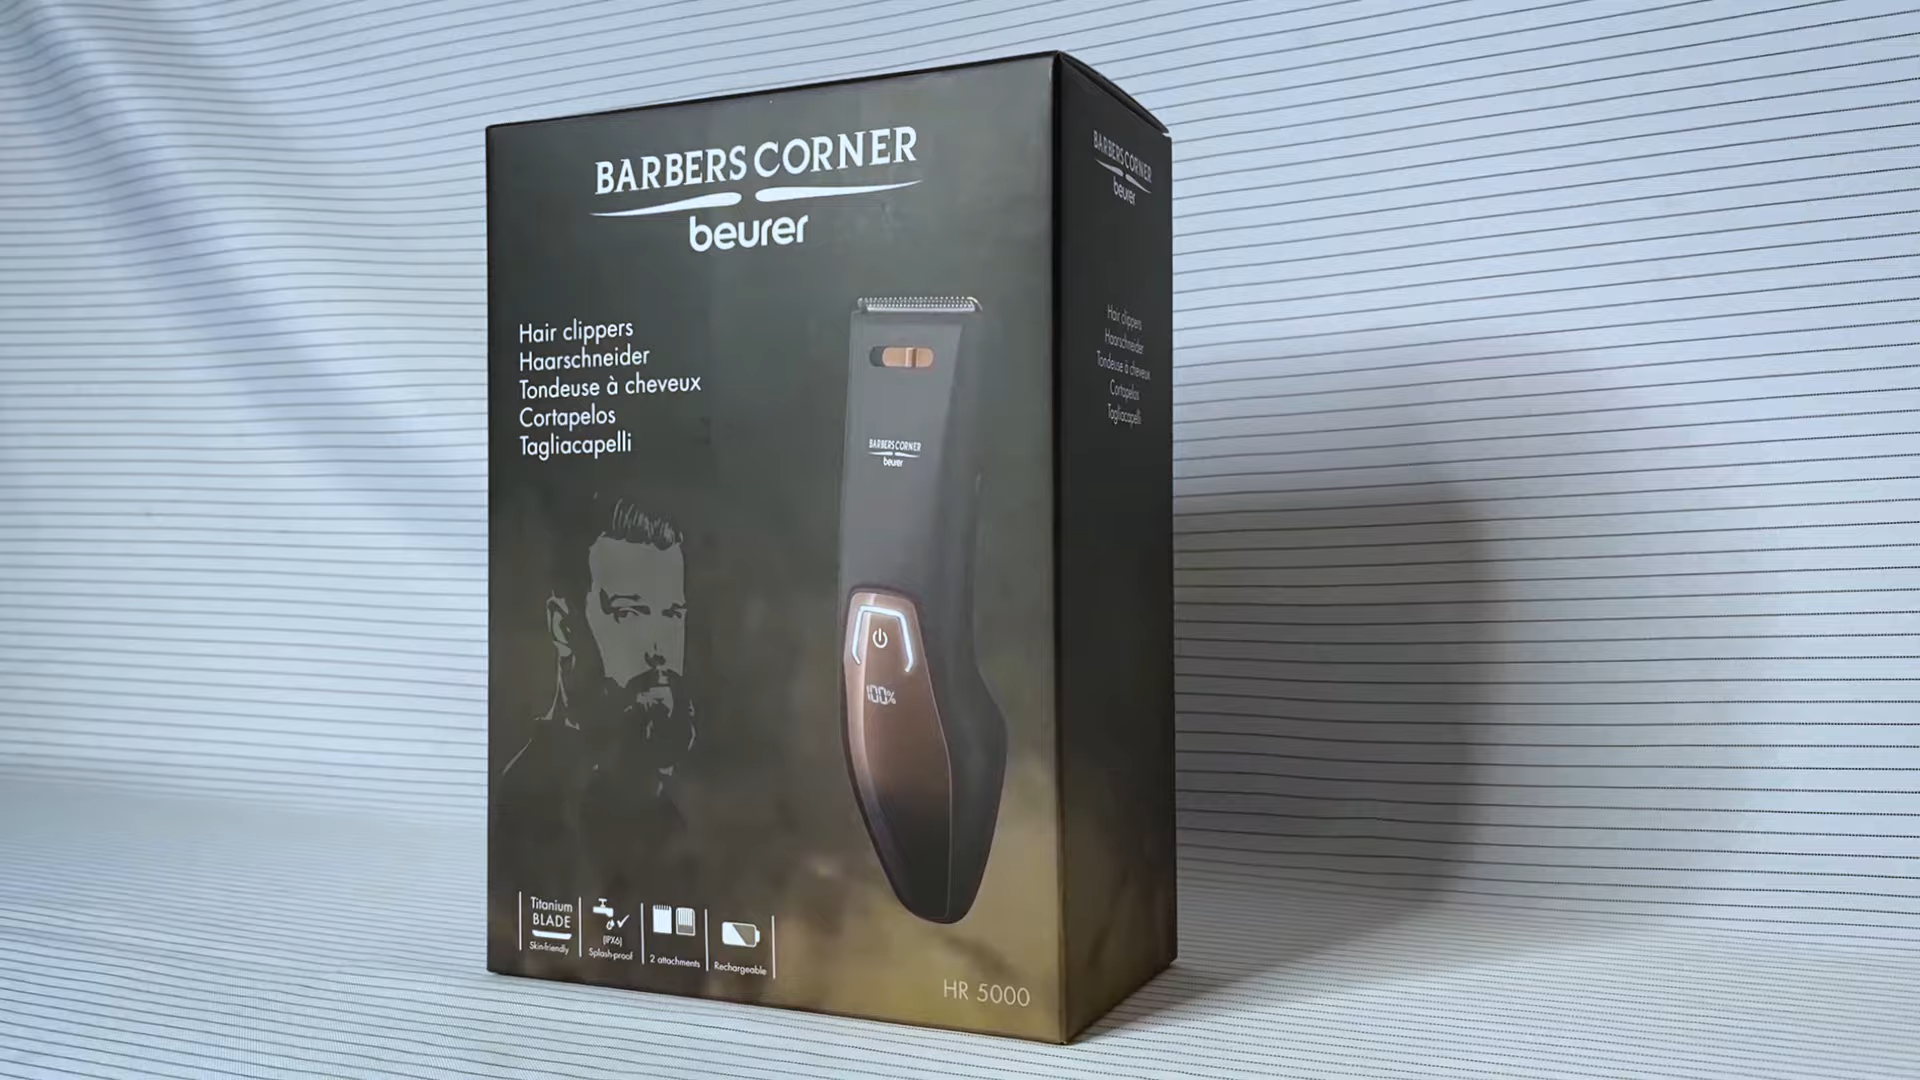 BARBERS CORNER
beurer
Hair clippers
Haarschneider
Tondeuse à cheveux
Cortapelos
Tagliacapelli
BARBERS CORNER
beurer
100%
Titanium
BLADE
Skin-friendly
(IPX6)
Splash-proof
2 attachments
Rechargeable
HR 5000
BARBERS CORNER
beurer
Hair clippers
Haarschneider
Tondeuse à cheveux
Cortapelos
Tagliacapelli